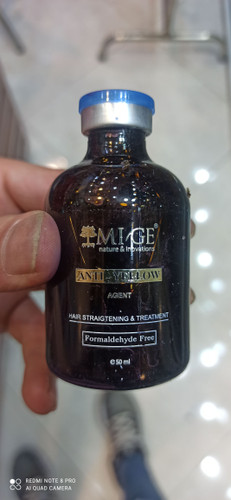 MI/GE®
nature & inovations
ANTI-YELLOW
AGENT
HAIR STRAIGTENING & TREATMENT
Formaldehyde Free
℮50 ml
REDMI NOTE 8 PRO
AI QUAD CAMERA